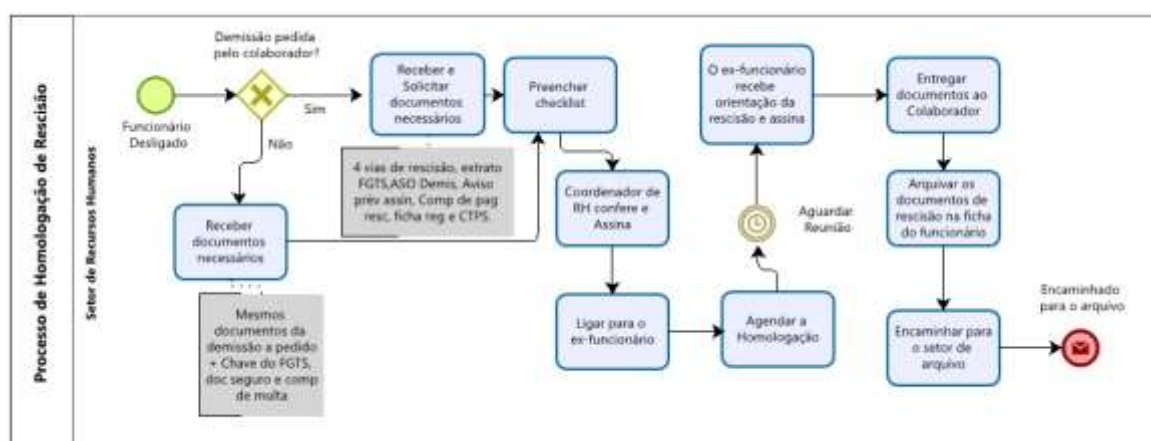 Processo de Homologação de Rescisão
Setor de Recursos Humanos
Funcionário
Desligado
Demissão pedida
pelo colaborador?
Sim
Não
Receber e
Solicitar
documentos
necessários
4 vias de rescisão, extrato
FGTS,ASO Demis, Aviso
prév assin, Comp de pag
resc, ficha reg e CTPS.
Receber
documentos
necessários
Mesmos
documentos da
demissão a pedido
+ Chave do FGTS,
doc seguro e comp
de multa
Preencher
checklist
Coordenador de
RH confere e
Assina
Ligar para o
ex-funcionário
Agendar a
Homologação
Aguardar
Reunião
O ex-funcionário
recebe
orientação da
rescisão e assina
Entregar
documentos ao
Colaborador
Arquivar os
documentos de
rescisão na ficha
do funcionário
Encaminhar para
o setor de
arquivo
Encaminhado
para o arquivo